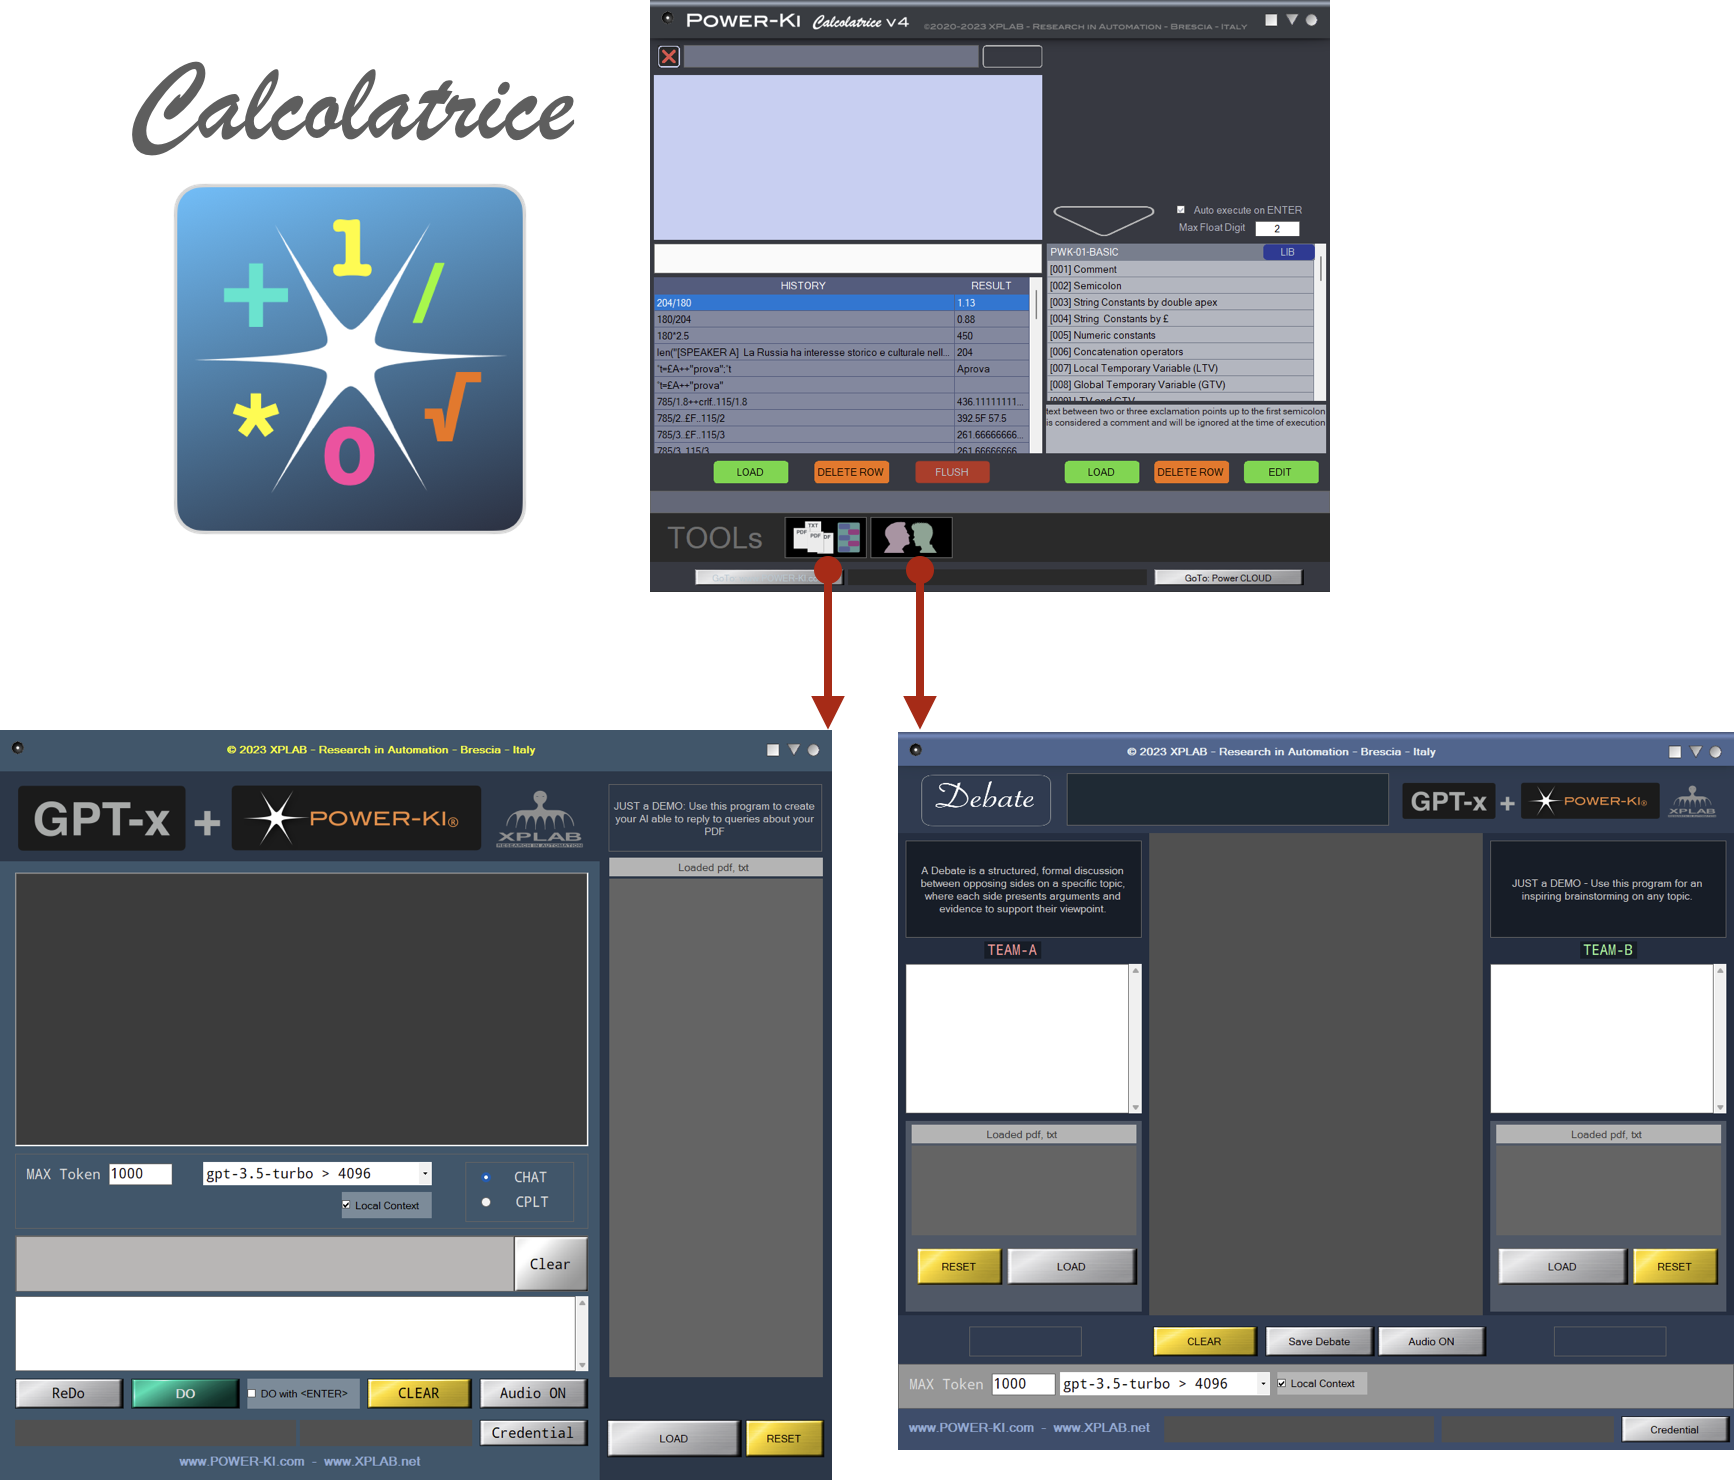 Calcolatrice
1
+
/
*
√
0
POWER-KI Calcolatrice V4 ©2020-2023 XPLAB - RESEARCH IN AUTOMATION - BRESCIA - ITALY
Auto execute on ENTER
Max Float Digit 2
HISTORY RESULT
204/180 1.13
180/204 0.88
180*2.5 450
len("[SPEAKER A] La Russia ha interesse storico e culturale nell... 204
't=£A++"prova";'t Aprova
't=£A++"prova"
785/1.8++crlf..115/1.8 436.11111111...
785/2..£F..115/2 392.5F 57.5
785/3..£F..115/3 261.66666666...
785/3..115/3 261.66666666
PWK-01-BASIC LIB
[001] Comment
[002] Semicolon
[003] String Constants by double apex
[004] String Constants by £
[005] Numeric constants
[006] Concatenation operators
[007] Local Temporary Variable (LTV)
[008] Global Temporary Variable (GTV)
[009] LTV and GTV
text between two or three exclamation points up to the first semicolon
is considered a comment and will be ignored at the time of execution
LOAD DELETE ROW FLUSH
LOAD DELETE ROW EDIT
TOOLs
TXT
PDF
PDF
DF
GoTo: Power CLOUD
© 2023 XPLAB - Research in Automation - Brescia - Italy
GPT-x + POWER-KI®
XPLAB
RESEARCH IN AUTOMATION
JUST a DEMO: Use this program to create
your AI able to reply to queries about your
PDF
Loaded pdf, txt
MAX Token 1000 gpt-3.5-turbo > 4096
CHAT
CPLT
Local Context
Clear
ReDo DO DO with <ENTER> CLEAR Audio ON
Credential
www.POWER-KI.com - www.XPLAB.net
LOAD RESET
© 2023 XPLAB - Research in Automation - Brescia - Italy
Debate
GPT-x + POWER-KI®
XPLAB
A Debate is a structured, formal discussion
between opposing sides on a specific topic,
where each side presents arguments and
evidence to support their viewpoint.
JUST a DEMO - Use this program for an
inspiring brainstorming on any topic.
TEAM-A
TEAM-B
Loaded pdf, txt
Loaded pdf, txt
RESET LOAD
LOAD RESET
CLEAR Save Debate Audio ON
MAX Token 1000 gpt-3.5-turbo > 4096 Local Context
www.POWER-KI.com - www.XPLAB.net
Credential